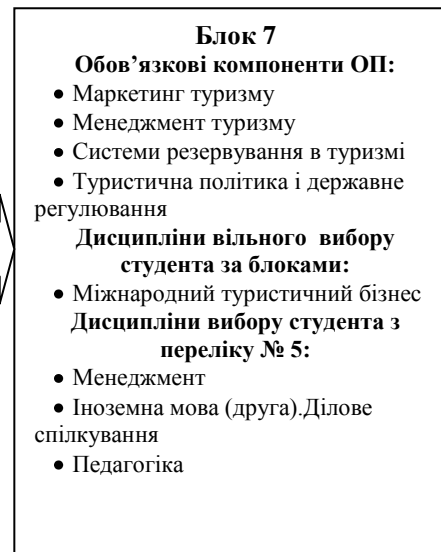 Блок 7
Обов’язкові компоненти ОП:
• Маркетинг туризму
• Менеджмент туризму
• Системи резервування в туризмі
• Туристична політика і державне
регулювання
Дисципліни вільного вибору
студента за блоками:
• Міжнародний туристичний бізнес
Дисципліни вибору студента з
переліку № 5:
• Менеджмент
• Іноземна мова (друга).Ділове
спілкування
• Педагогіка